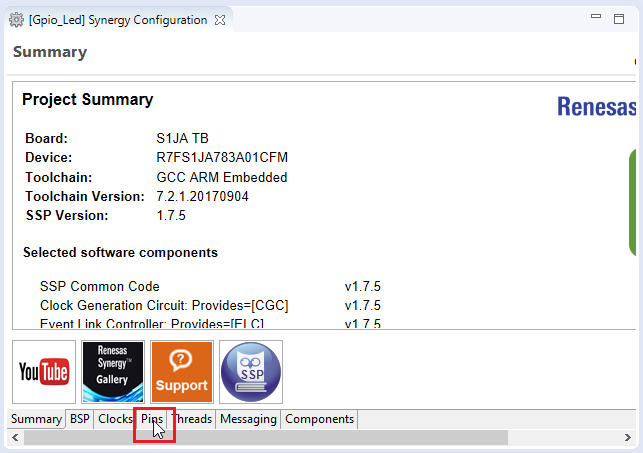 [Gpio_Led] Synergy Configuration
Summary
Project Summary
Renesas
Board: S1JA TB
Device: R7FS1JA783A01CFM
Toolchain: GCC ARM Embedded
Toolchain Version: 7.2.1.20170904
SSP Version: 1.7.5
Selected software components
SSP Common Code v1.7.5
Clock Generation Circuit: Provides=[CGC] v1.7.5
Event Link Controller: Provides=[ELC] v1.7.5
YouTube
Renesas
Synergy™
Gallery
Support
SSP
Summary BSP Clocks Pins Threads Messaging Components